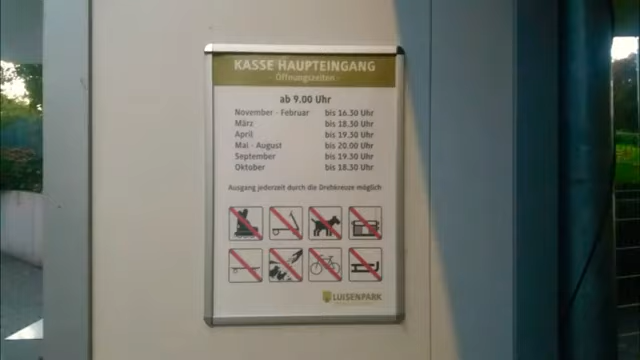 KASSE HAUPTEINGANG
- Öffnungszeiten -
ab 9.00 Uhr
November - Februar bis 16.30 Uhr
März bis 18.30 Uhr
April bis 19.30 Uhr
Mai - August bis 20.00 Uhr
September bis 19.30 Uhr
Oktober bis 18.30 Uhr
Ausgang jederzeit durch die Drehkreuze möglich
LUISENPARK